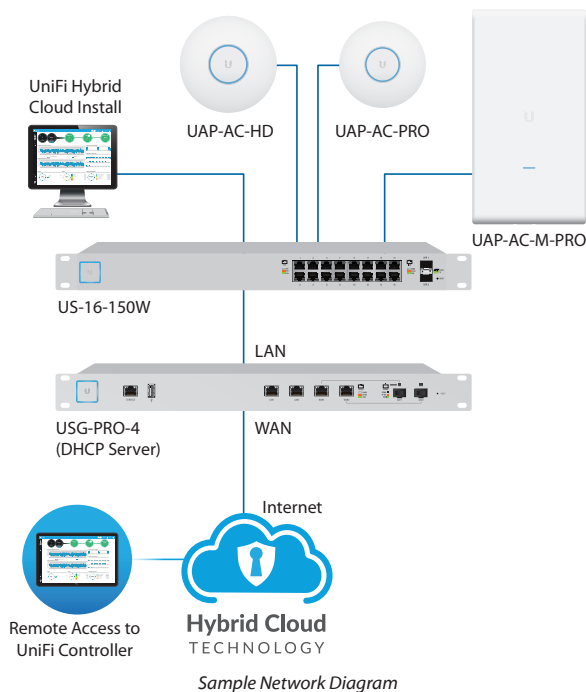 UniFi Hybrid
Cloud Install
UAP-AC-HD
UAP-AC-PRO
UAP-AC-M-PRO
US-16-150W
LAN
USG-PRO-4
(DHCP Server)
WAN
Internet
Remote Access to
UniFi Controller
Hybrid Cloud
TECHNOLOGY
Sample Network Diagram